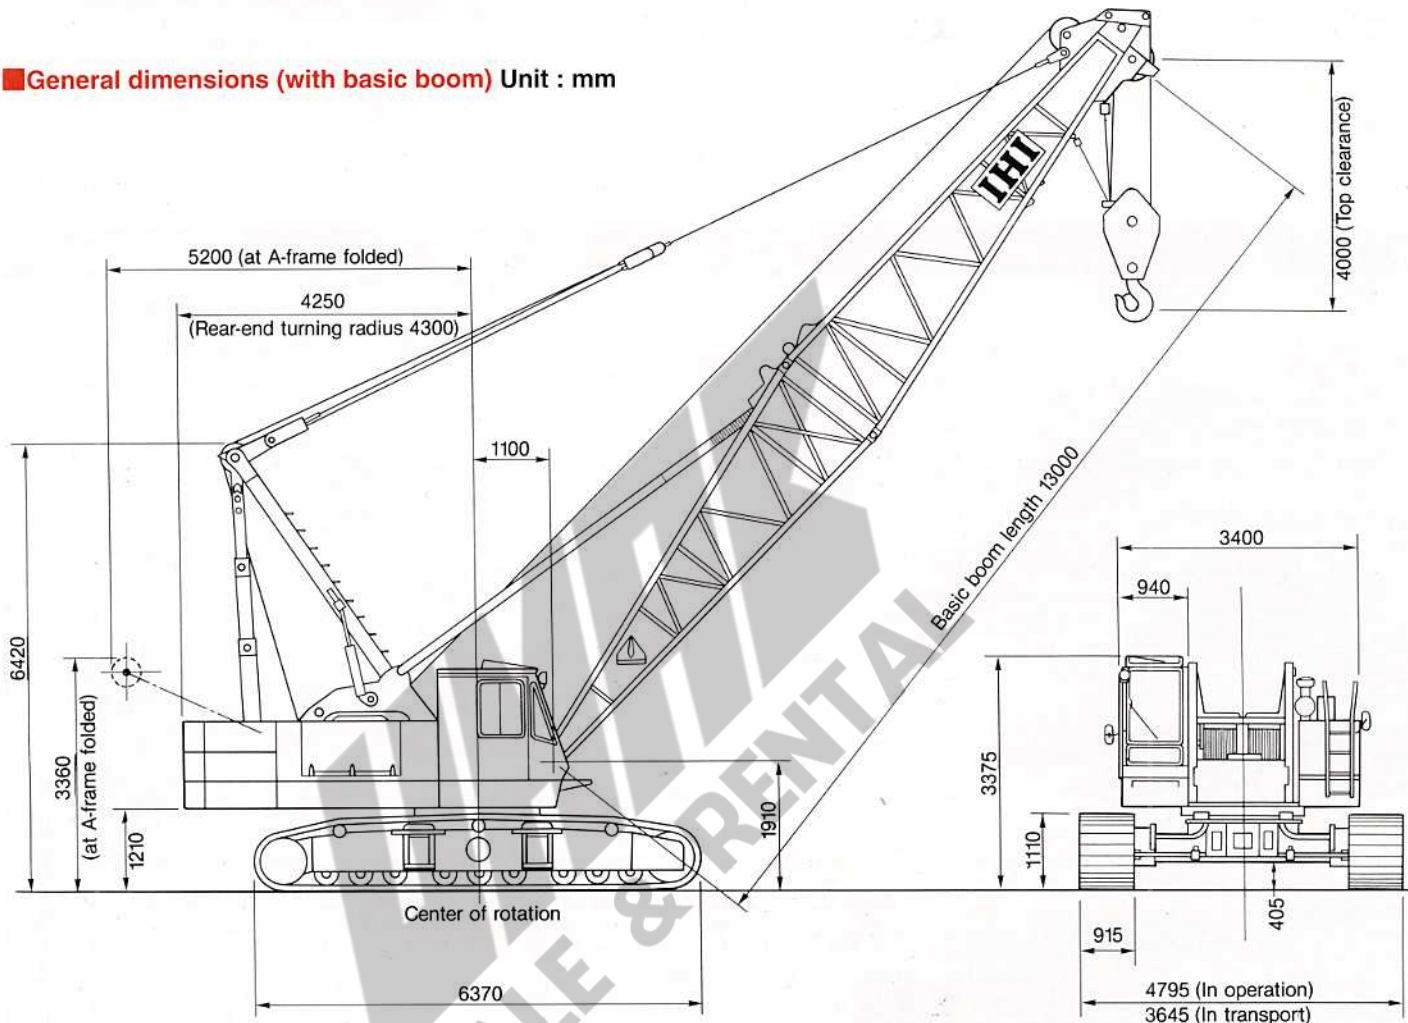 General dimensions (with basic boom) Unit : mm
5200 (at A-frame folded)
4250
(Rear-end turning radius 4300)
1100
6420
3360
(at A-frame folded)
1210
1910
Center of rotation
6370
IHI
4000 (Top clearance)
Basic boom length 13000
3400
940
3375
1110
405
915
4795 (In operation)
3645 (In transport)
LE & RENTAL